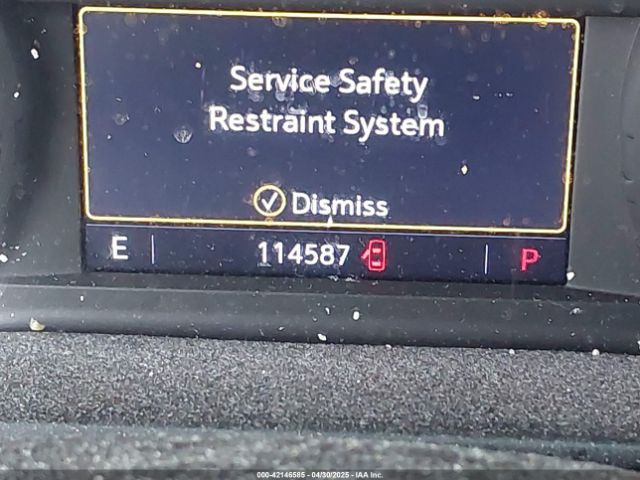 Service Safety
Restraint System
Dismiss
E 114587 P
000-42146585 - 04/30/2025 - IAA Inc.